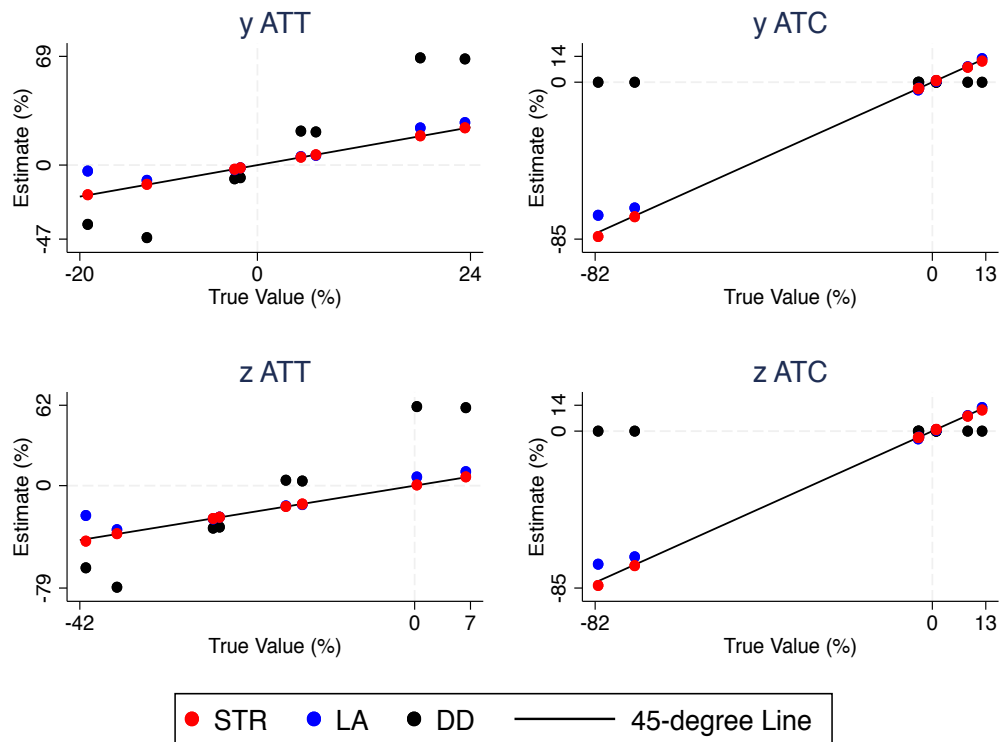 y ATT
y ATC
Estimate (%)
69
0
-47
-20
0
24
True Value (%)
Estimate (%)
14
0
-85
-82
0
13
True Value (%)
z ATT
z ATC
Estimate (%)
62
0
-79
-42
0
7
True Value (%)
Estimate (%)
14
0
-85
-82
0
13
True Value (%)
STR LA DD 45-degree Line